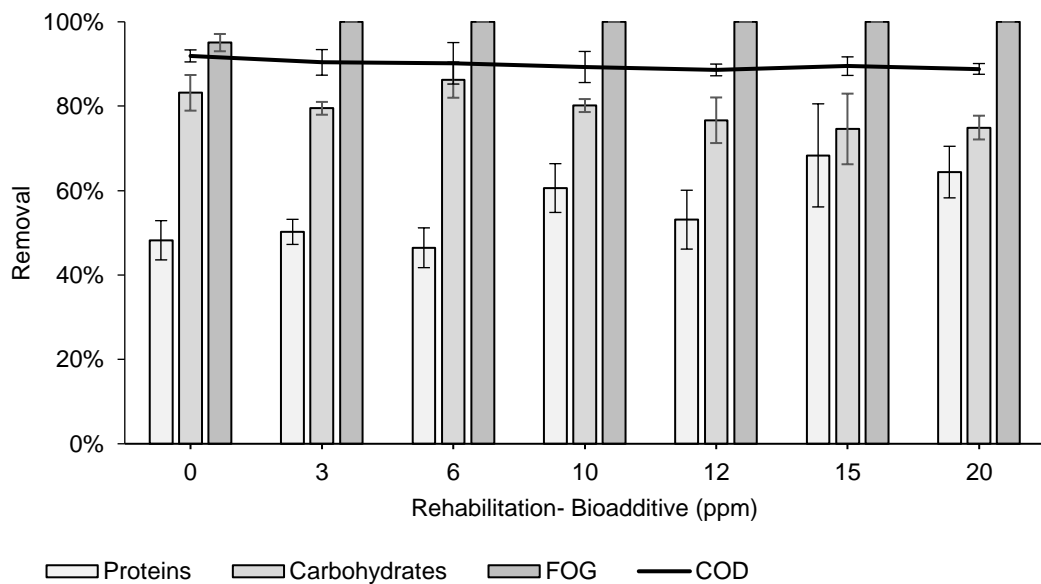 100%
80%
60%
40%
20%
0%
Removal
0 3 6 10 12 15 20
Rehabilitation- Bioadditive (ppm)
Proteins Carbohydrates FOG COD